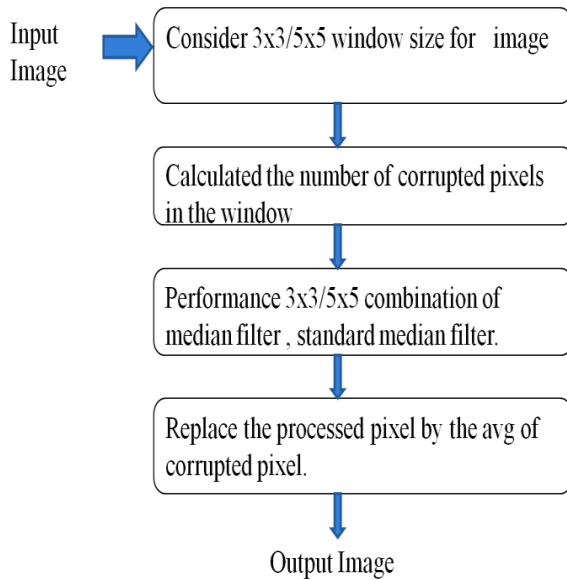 Input
Image
Consider 3x3/5x5 window size for image
Calculated the number of corrupted pixels
in the window
Performance 3x3/5x5 combination of
median filter , standard median filter.
Replace the processed pixel by the avg of
corrupted pixel.
Output Image